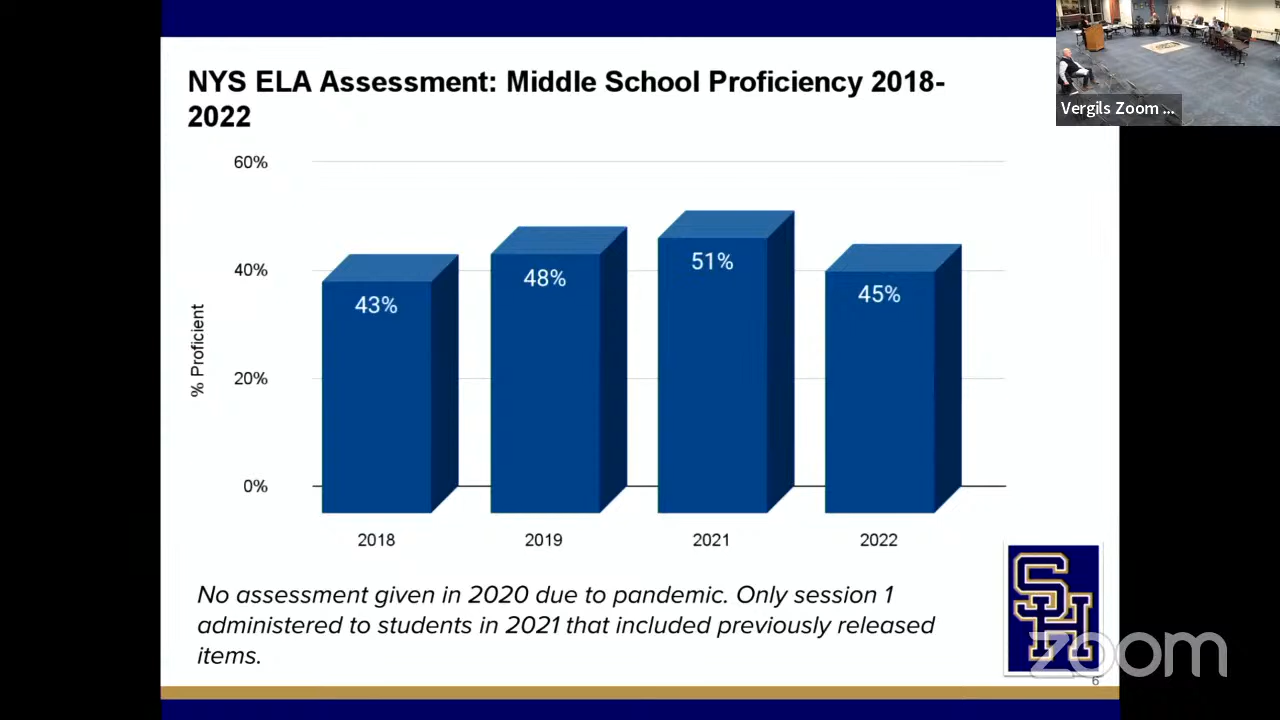 NYS ELA Assessment: Middle School Proficiency 2018-
2022
Vergils Zoom ...
60%
40%
20%
0%
% Proficient
43%
48%
51%
45%
2018
2019
2021
2022
No assessment given in 2020 due to pandemic. Only session 1
administered to students in 2021 that included previously released
items.
SH
zoom
6